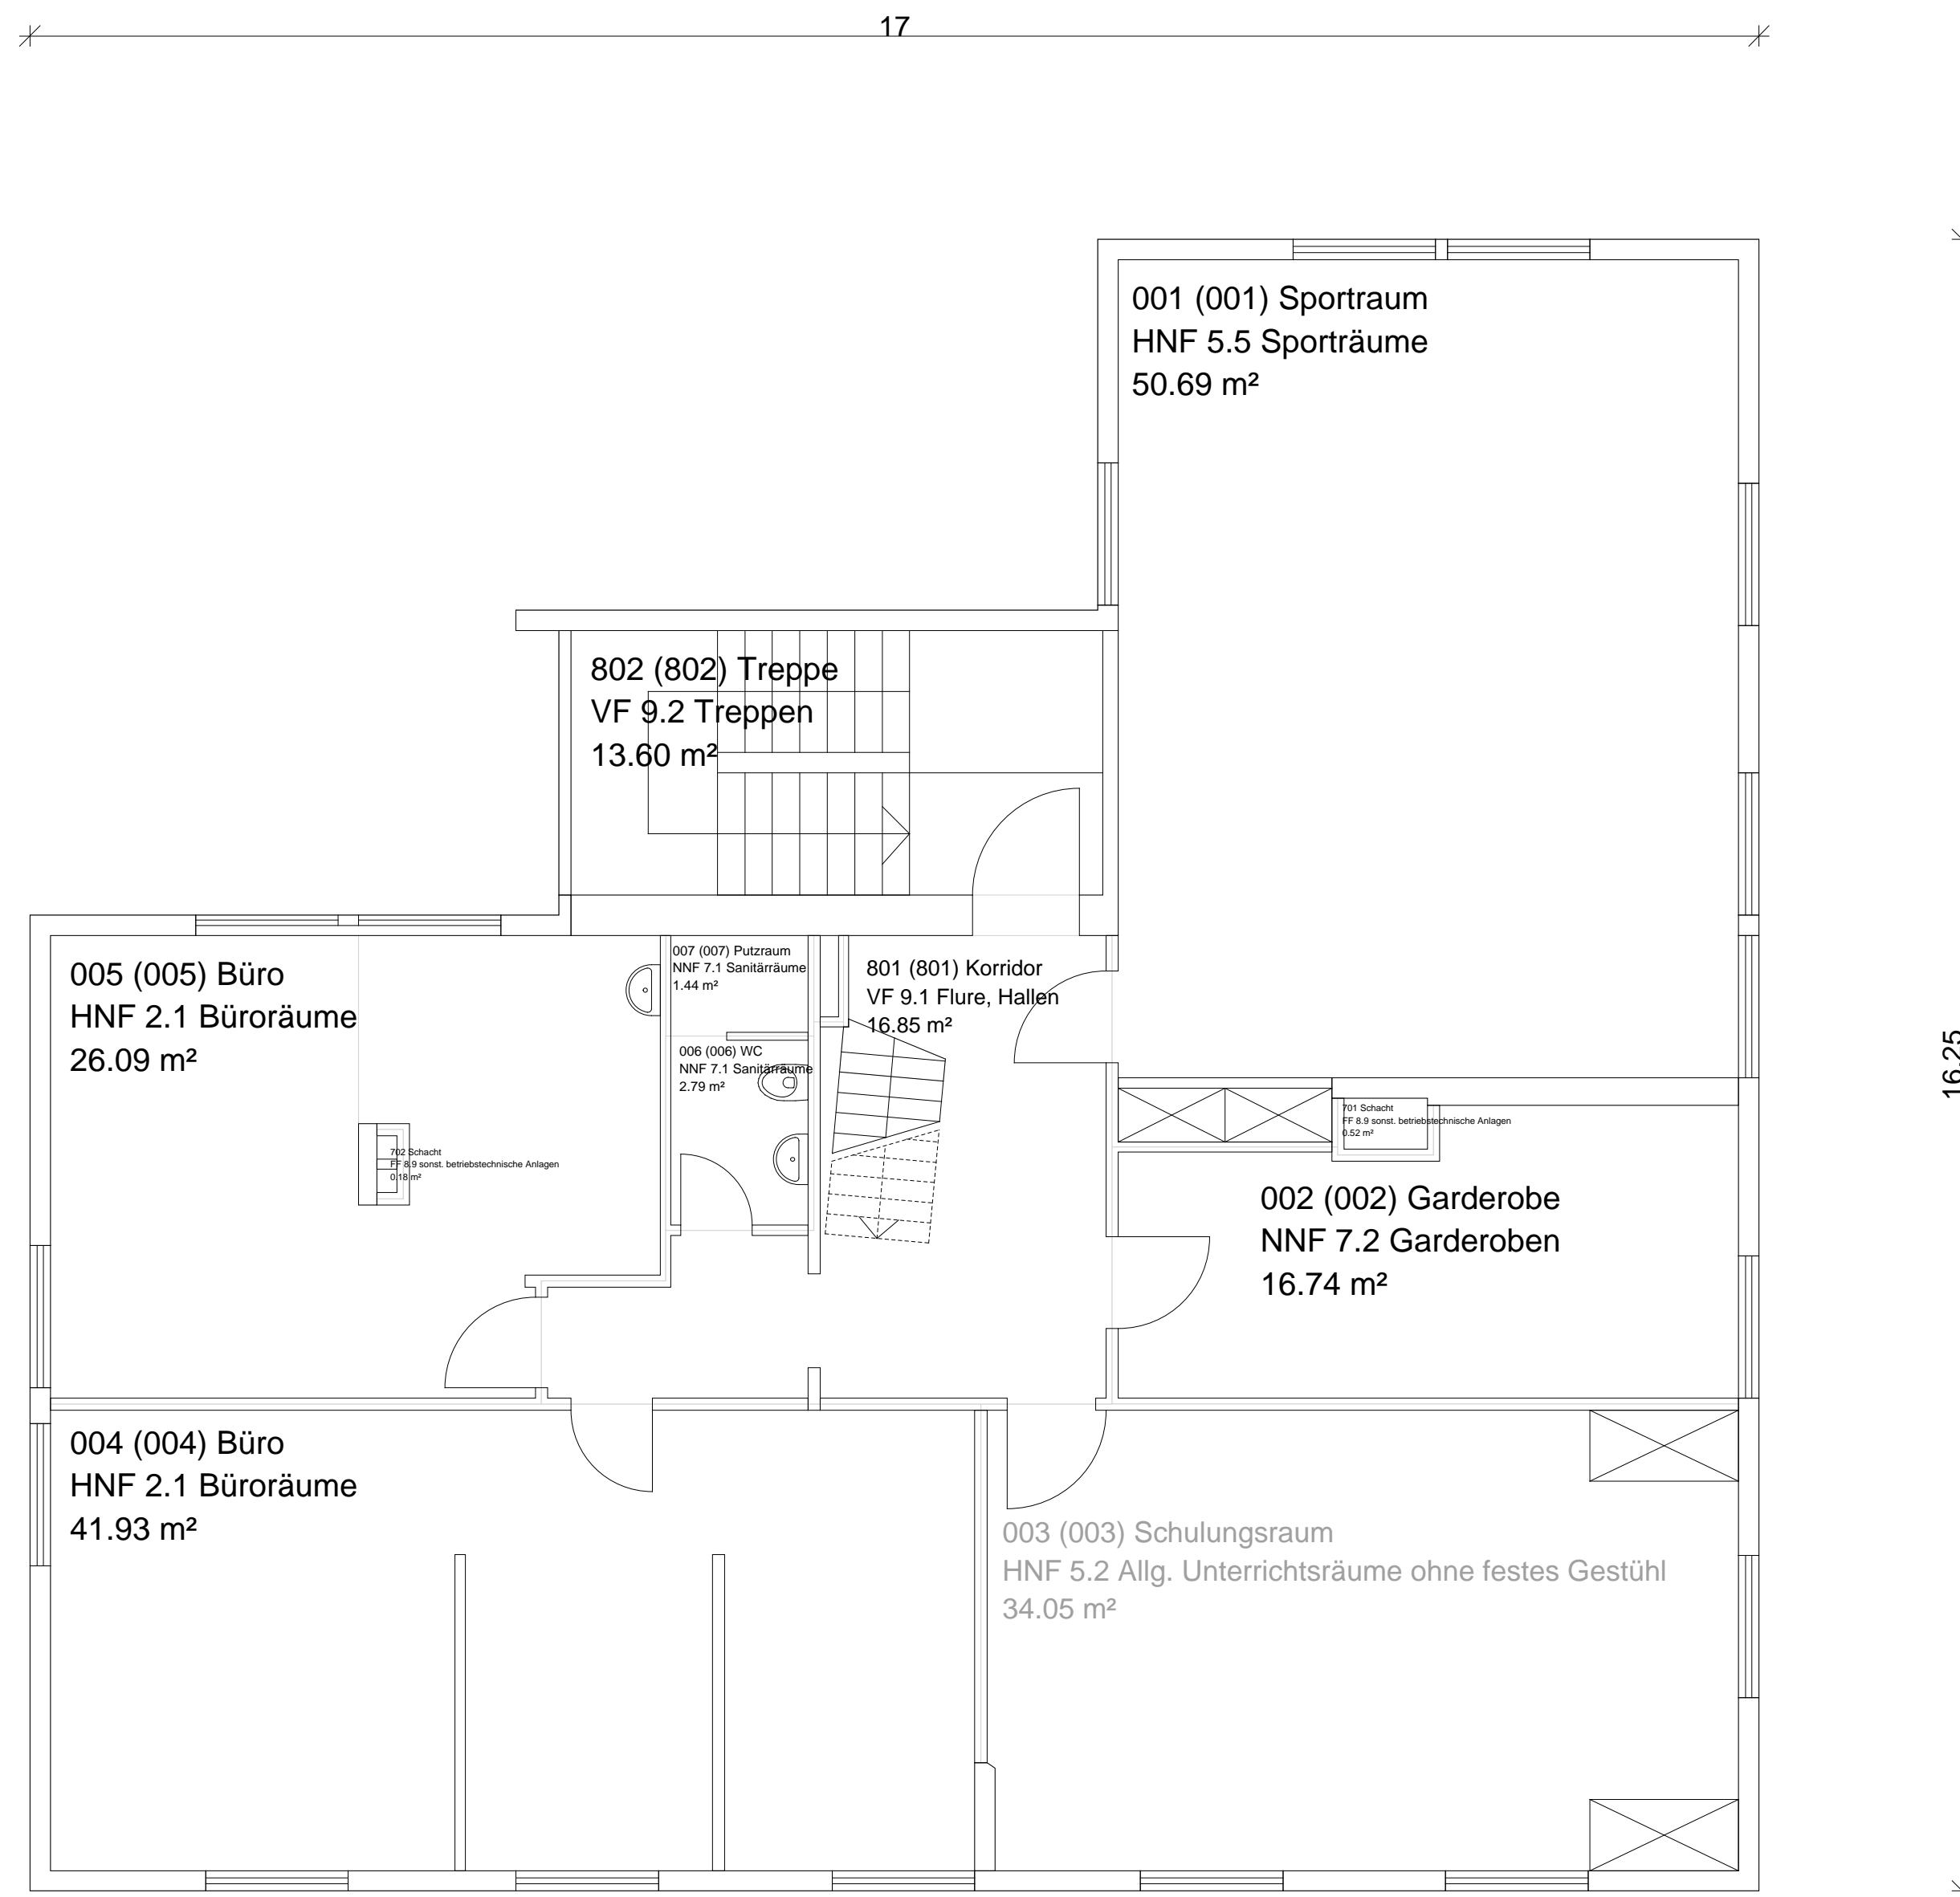 17
001 (001) Sportraum
HNF 5.5 Sporträume
50.69 m²
802 (802) Treppe
VF 9.2 Treppen
13.60 m²
007 (007) Putzraum
NNF 7.1 Sanitärräume
1.44 m²
005 (005) Büro
HNF 2.1 Büroräume
26.09 m²
801 (801) Korridor
VF 9.1 Flure, Hallen
16.85 m²
16.25
006 (006) WC
NNF 7.1 Sanitärräume
2.79 m²
701 Schacht
FF 8.9 sonst. betriebstechnische Anlagen
0.52 m²
702 Schacht
FF 8.9 sonst. betriebstechnische Anlagen
0.18 m²
002 (002) Garderobe
NNF 7.2 Garderoben
16.74 m²
004 (004) Büro
HNF 2.1 Büroräume
41.93 m²
003 (003) Schulungsraum
HNF 5.2 Allg. Unterrichtsräume ohne festes Gestühl
34.05 m²